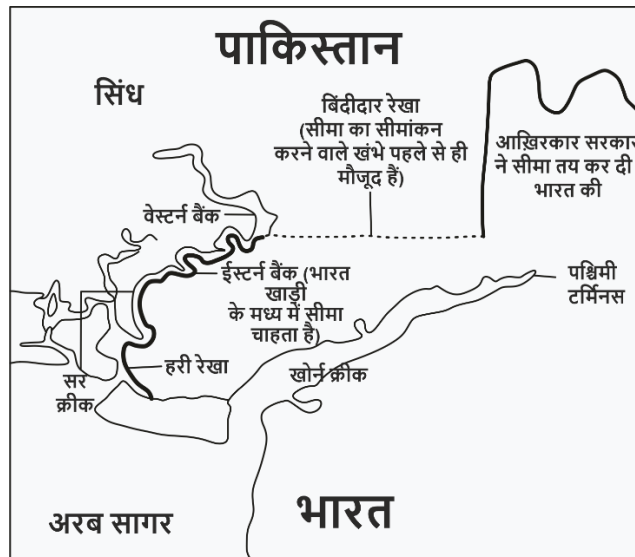 पाकिस्तान
सिंध
बिंदीदार रेखा
(सीमा का सीमांकन
करने वाले खंभे पहले से ही
मौजूद हैं)
आख़िरकार सरकार
ने सीमा तय कर दी
भारत की
वेस्टर्न बैंक
ईस्टर्न बैंक (भारत
खाड़ी
के मध्य में सीमा
चाहता है)
पश्चिमी
टर्मिनस
हरी रेखा
खोर्न क्रीक
सर
क्रीक
भारत
अरब सागर